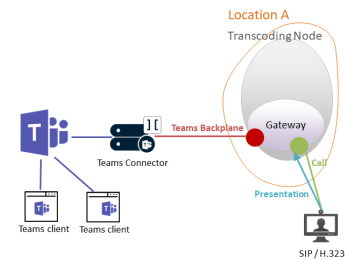 Location A
Transcoding Node
][
Teams Backplane
Gateway
Teams Connector
Call
Presentation
Teams client
Teams client
SIP / H.323